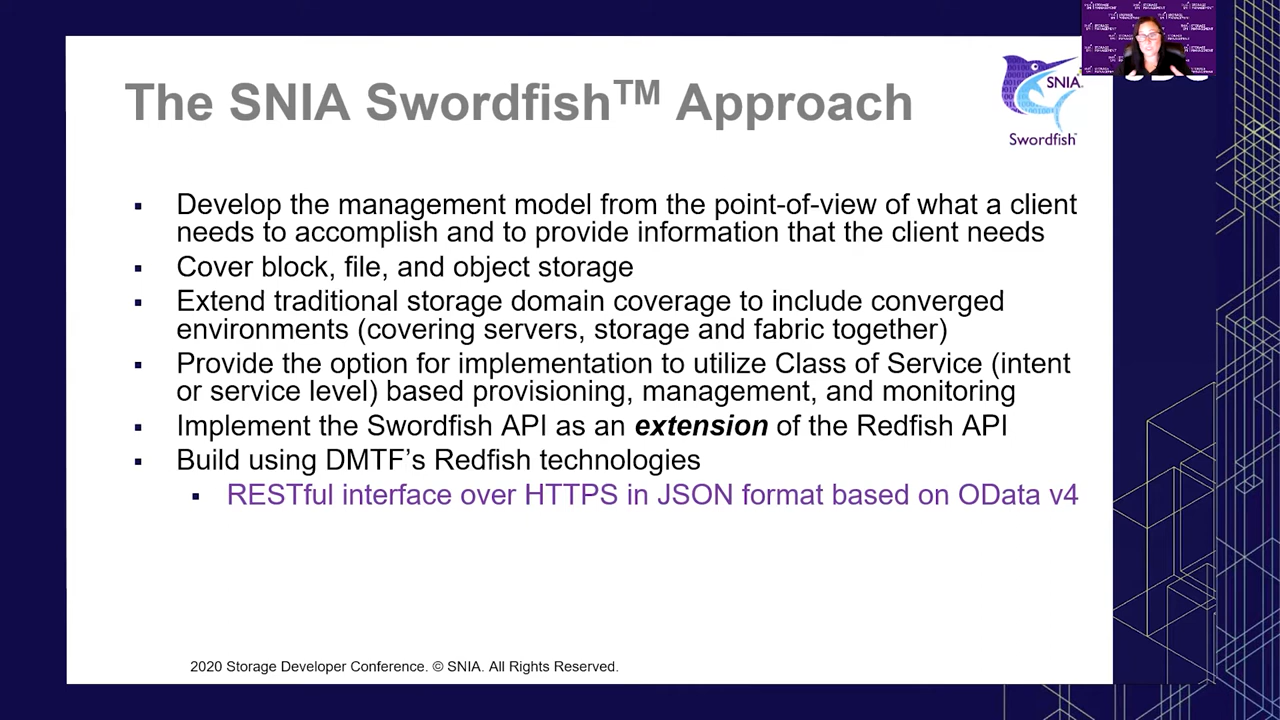 The SNIA Swordfish™ Approach
SNIA
Swordfish™
▪ Develop the management model from the point-of-view of what a client
needs to accomplish and to provide information that the client needs
▪ Cover block, file, and object storage
▪ Extend traditional storage domain coverage to include converged
environments (covering servers, storage and fabric together)
▪ Provide the option for implementation to utilize Class of Service (intent
or service level) based provisioning, management, and monitoring
▪ Implement the Swordfish API as an extension of the Redfish API
▪ Build using DMTF’s Redfish technologies
▪ RESTful interface over HTTPS in JSON format based on OData v4
2020 Storage Developer Conference. © SNIA. All Rights Reserved.